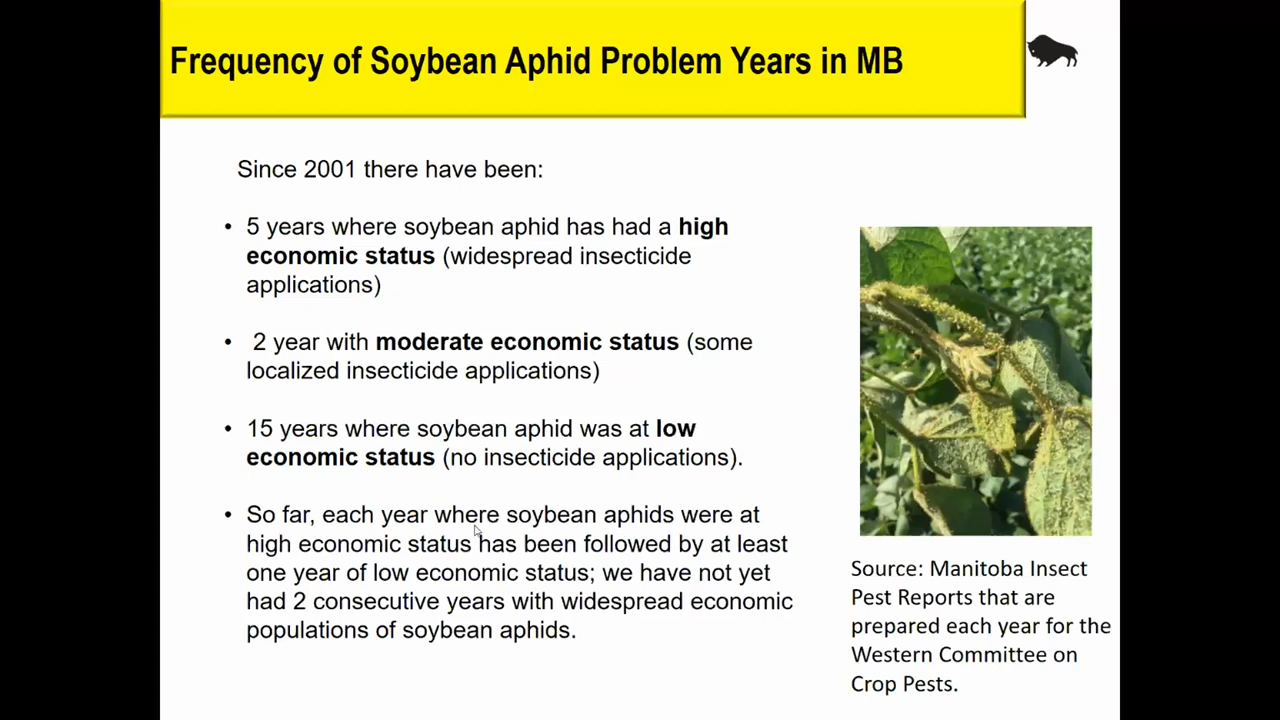 Frequency of Soybean Aphid Problem Years in MB
Since 2001 there have been:
• 5 years where soybean aphid has had a high
economic status (widespread insecticide
applications)
• 2 year with moderate economic status (some
localized insecticide applications)
• 15 years where soybean aphid was at low
economic status (no insecticide applications).
• So far, each year where soybean aphids were at
high economic status has been followed by at least
one year of low economic status; we have not yet
had 2 consecutive years with widespread economic
populations of soybean aphids.
Source: Manitoba Insect
Pest Reports that are
prepared each year for the
Western Committee on
Crop Pests.